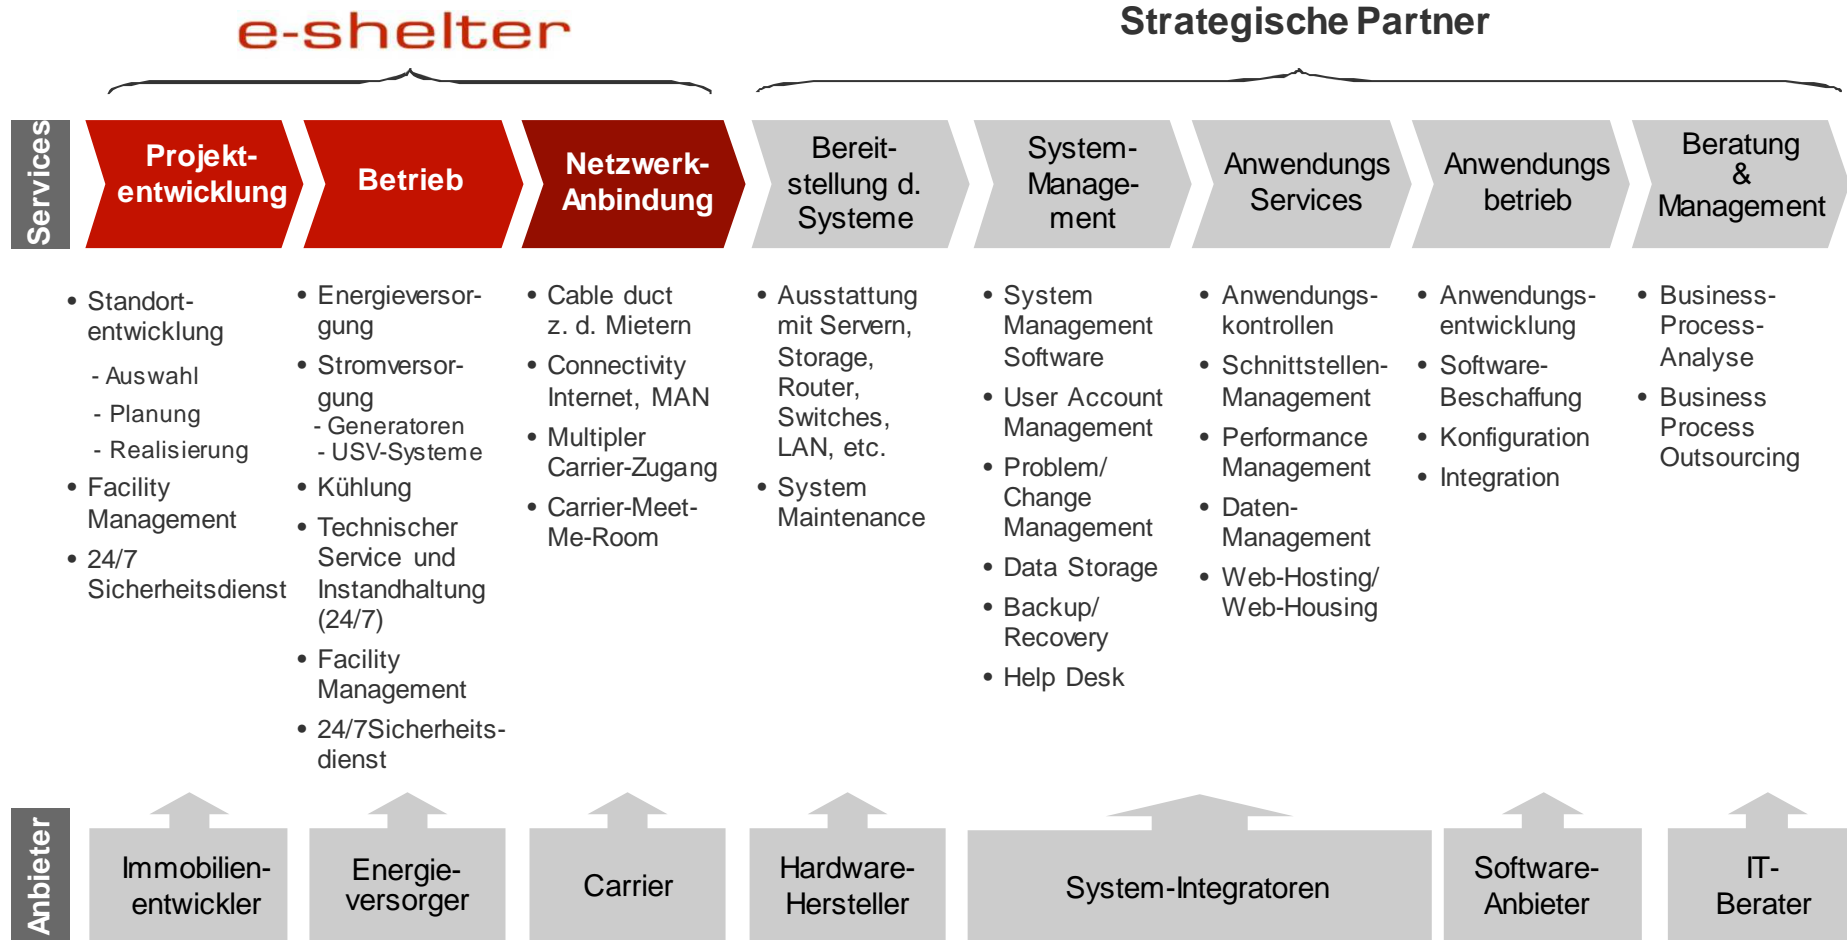 e-shelter
Strategische Partner
Services
Projekt-
entwicklung
Betrieb
Netzwerk-
Anbindung
Bereit-
stellung d.
Systeme
System-
Manage-
ment
Anwendungs
Services
Anwendungs
betrieb
Beratung
&
Management
• Standort-
entwicklung
- Auswahl
- Planung
- Realisierung
• Facility
Management
• 24/7
Sicherheitsdienst
• Energieversor-
gung
• Stromversor-
gung
- Generatoren
- USV-Systeme
• Kühlung
• Technischer
Service und
Instandhaltung
(24/7)
• Facility
Management
• 24/7Sicherheits-
dienst
• Cable duct
z. d. Mietern
• Connectivity
Internet, MAN
• Multipler
Carrier-Zugang
• Carrier-Meet-
Me-Room
• Ausstattung
mit Servern,
Storage,
Router,
Switches,
LAN, etc.
• System
Maintenance
• System
Management
Software
• User Account
Management
• Problem/
Change
Management
• Data Storage
• Backup/
Recovery
• Help Desk
• Anwendungs-
kontrollen
• Schnittstellen-
Management
• Performance
Management
• Daten-
Management
• Web-Hosting/
Web-Housing
• Anwendungs-
entwicklung
• Software-
Beschaffung
• Konfiguration
• Integration
• Business-
Process-
Analyse
• Business
Process
Outsourcing
Anbieter
Immobilien-
entwickler
Energie-
versorger
Carrier
Hardware-
Hersteller
System-Integratoren
Software-
Anbieter
IT-
Berater